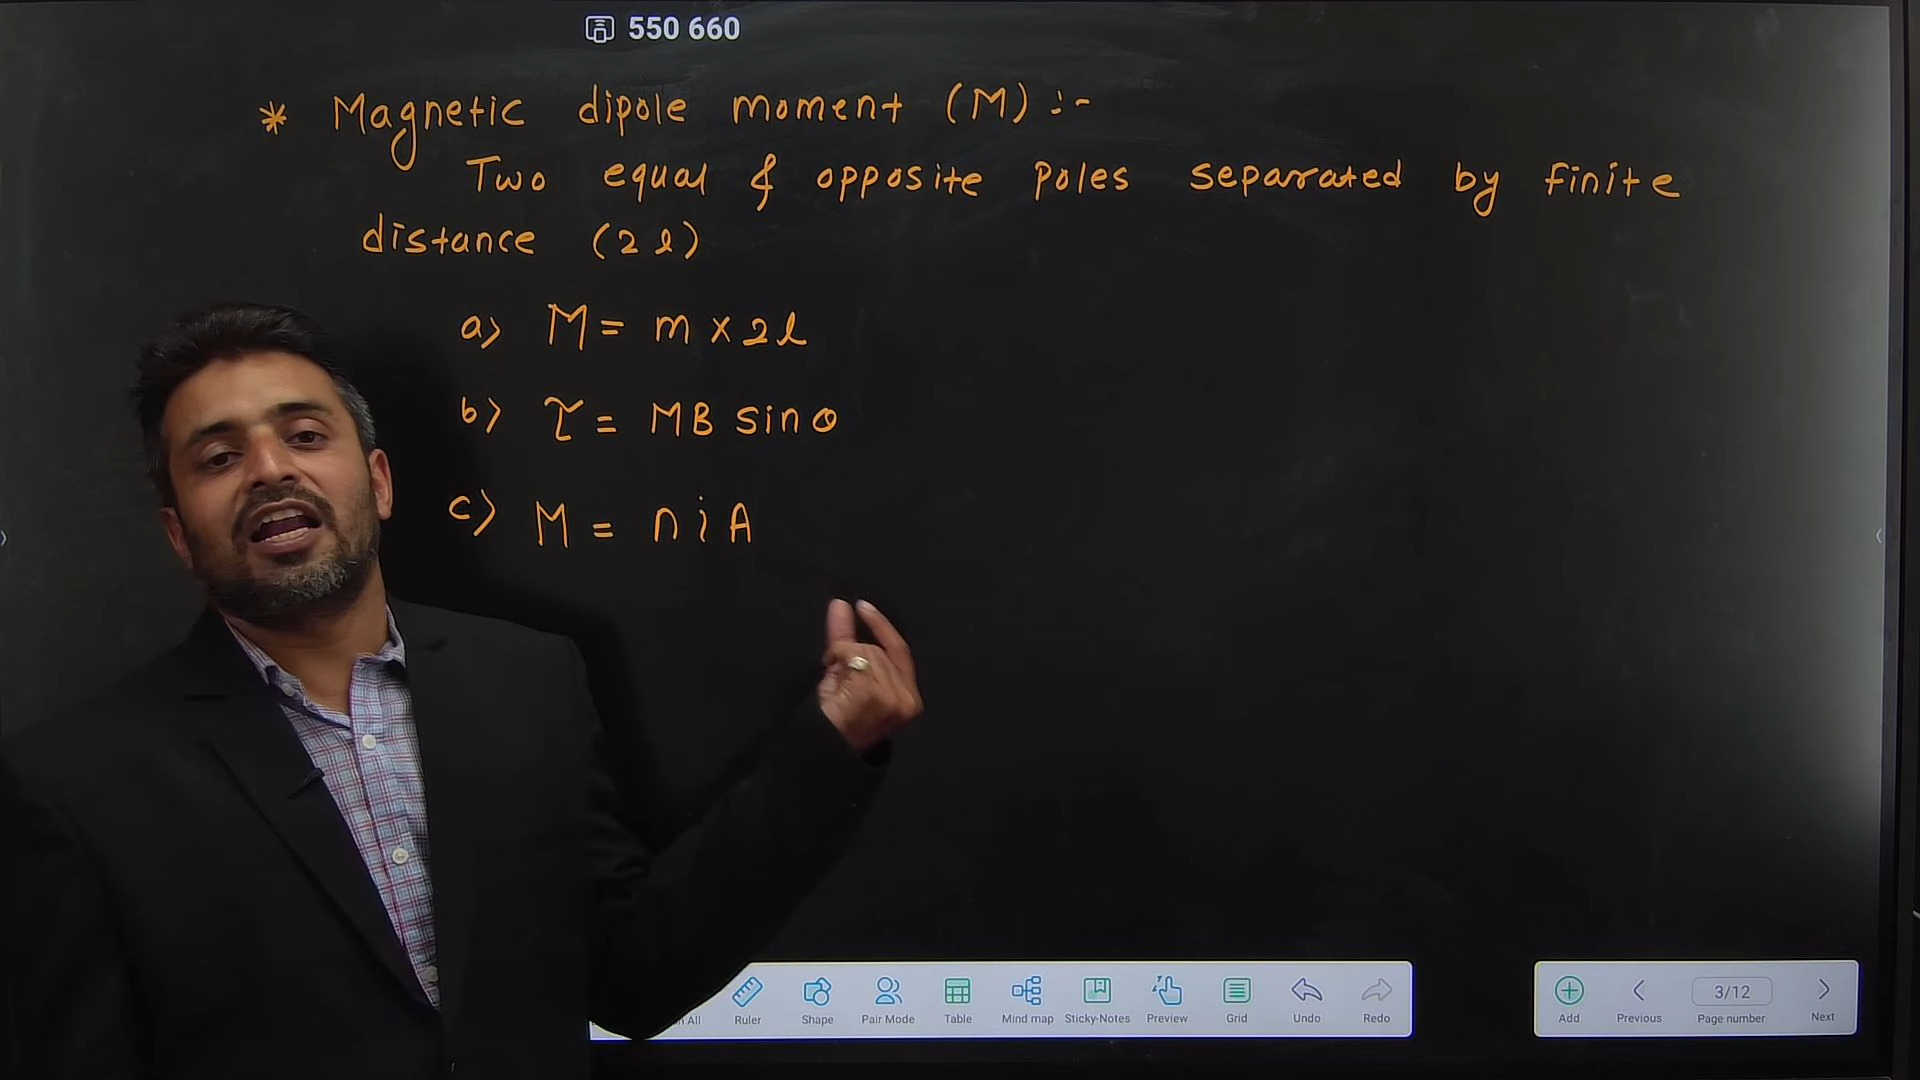 550 660
* Magnetic dipole moment (M) :-
Two equal & opposite poles separated by finite
distance (2l)
a) M = m × 2l
b) τ = MB sinθ
c) M = niA
Ruler Shape Pair Mode Table Mind map Sticky-Notes Preview Grid Undo Redo
Add Previous 3/12 Page number Next